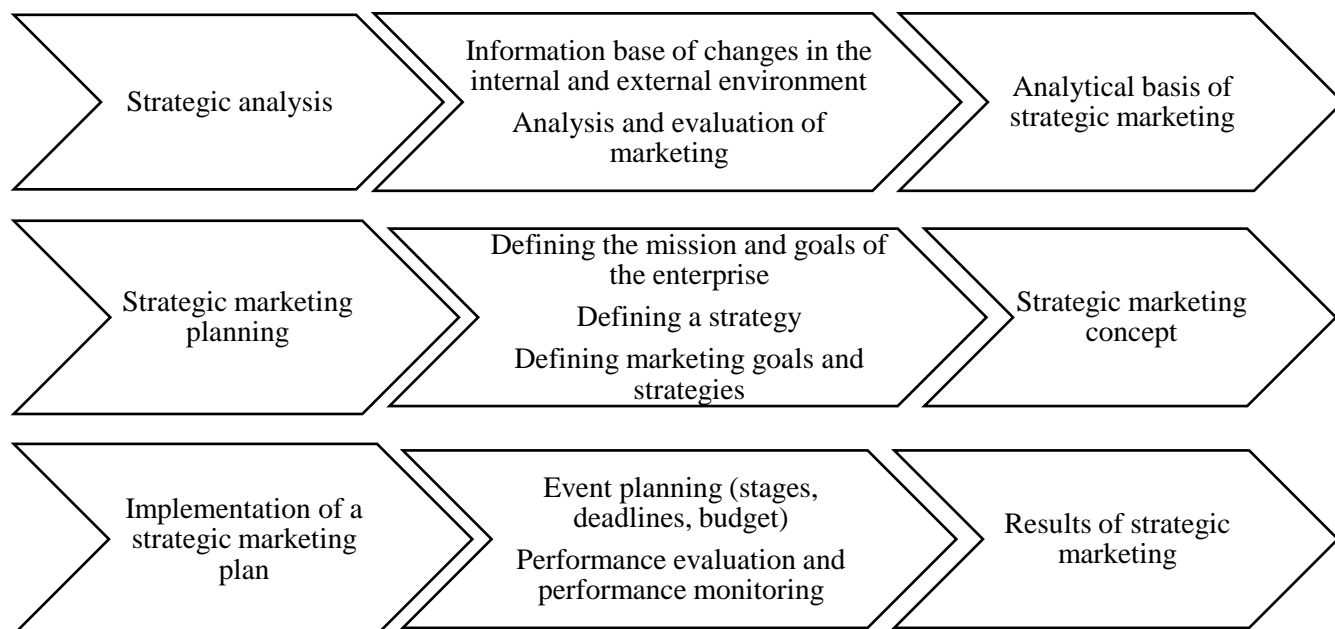 Strategic analysis
Information base of changes in the
internal and external environment
Analysis and evaluation of
marketing
Analytical basis of
strategic marketing
Strategic marketing
planning
Defining the mission and goals of
the enterprise
Defining a strategy
Defining marketing goals and
strategies
Strategic marketing
concept
Implementation of a
strategic marketing
plan
Event planning (stages,
deadlines, budget)
Performance evaluation and
performance monitoring
Results of strategic
marketing